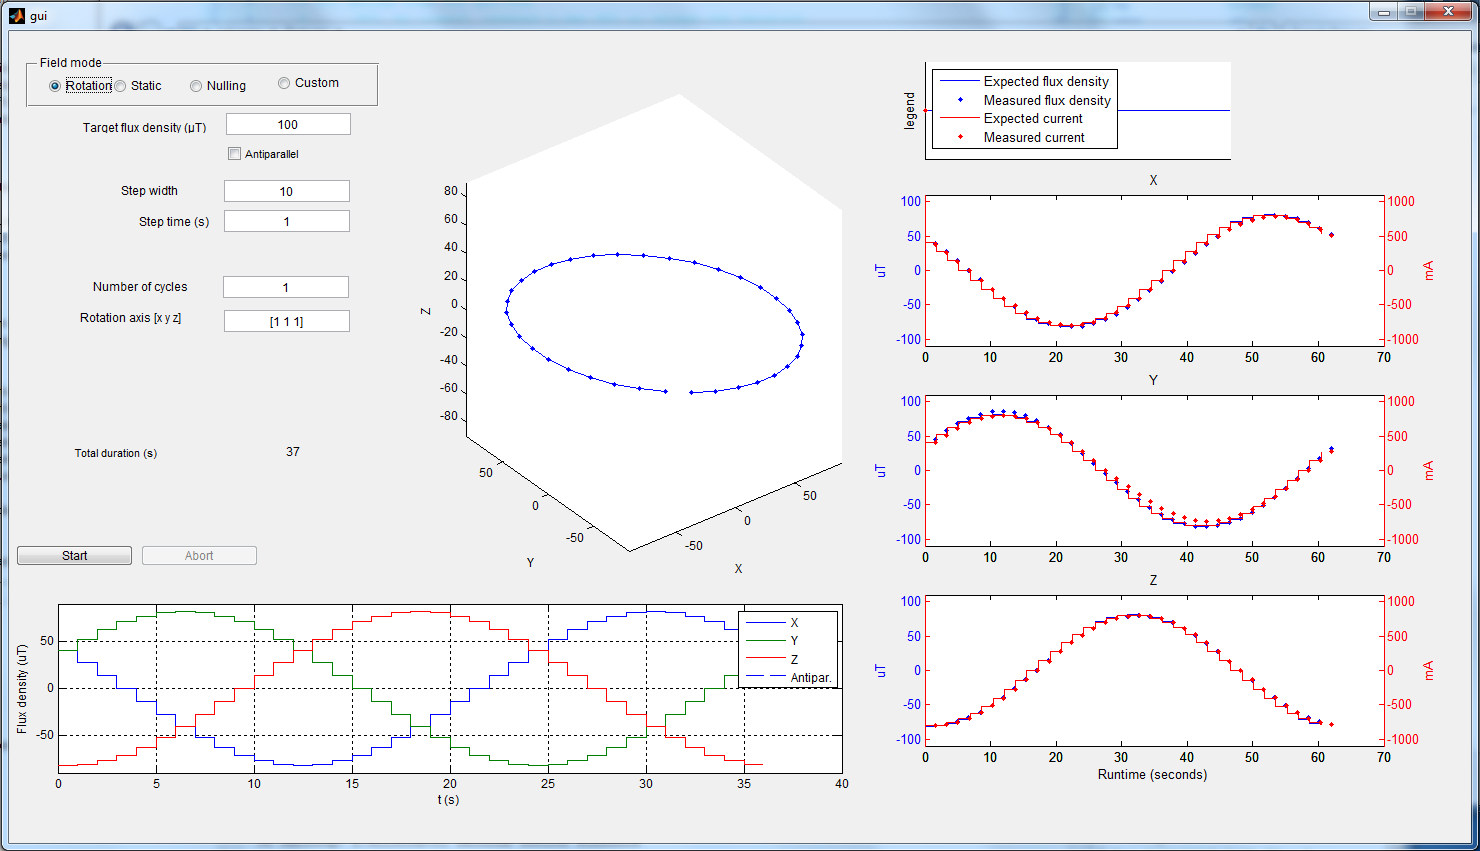 gui
Field mode
Rotation Static Nulling Custom
Target flux density (µT) 100
Antiparallel
Step width 10
Step time (s) 1
Number of cycles 1
Rotation axis [x y z] [1 1 1]
Total duration (s) 37
Start Abort
80
60
40
20
0
-20
-40
-60
-80
Z
50
0
-50
Y
-50
0
50
X
legend
Expected flux density
Measured flux density
Expected current
Measured current
X
100 1000
50 500
0 0
-50 -500
-100 -1000
uT mA
0 10 20 30 40 50 60 70
Y
100 1000
50 500
0 0
-50 -500
-100 -1000
uT mA
0 10 20 30 40 50 60 70
Z
100 1000
50 500
0 0
-50 -500
-100 -1000
uT mA
0 10 20 30 40 50 60 70
Runtime (seconds)
Flux density (uT)
50
0
-50
X
Y
Z
Antipar.
0 5 10 15 20 25 30 35 40
t (s)